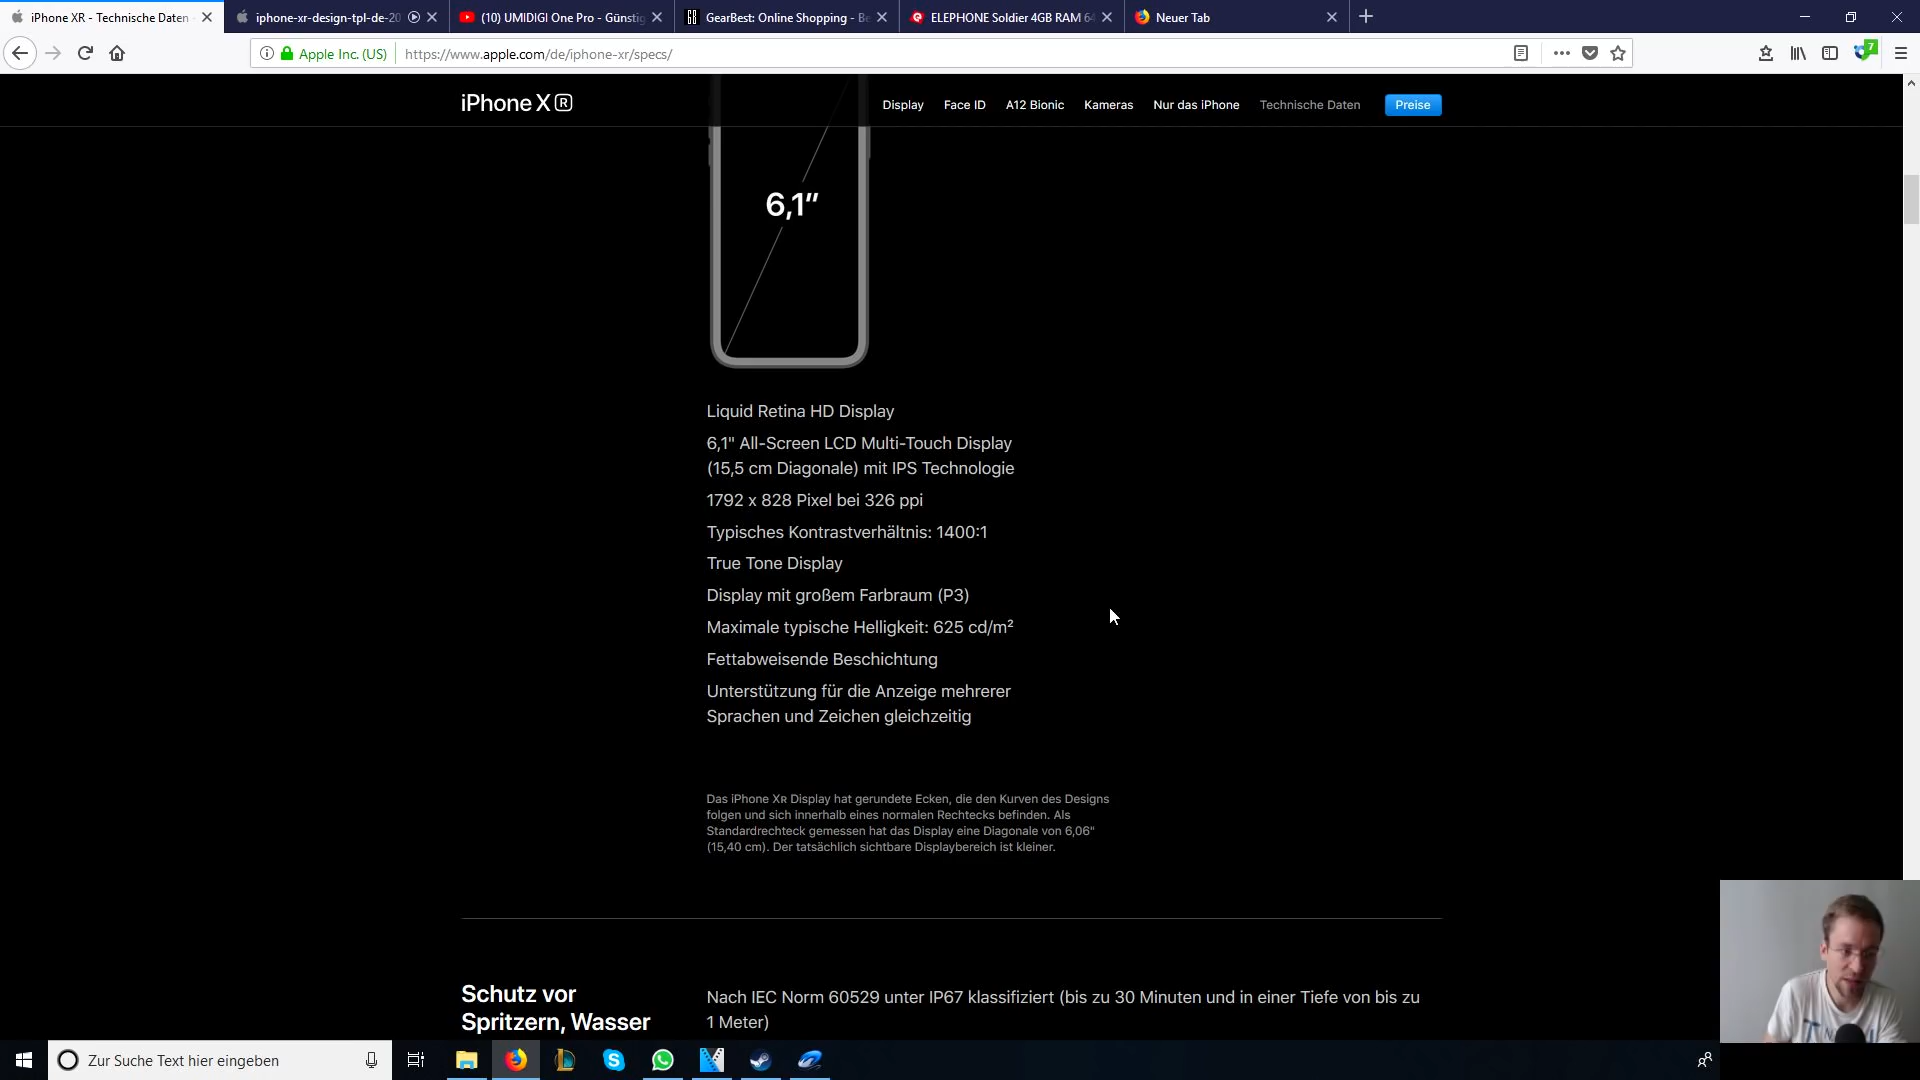 iPhone XR - Technische Daten
iphone-xr-design-tpl-de-20
(10) UMIDIGI One Pro - Günstig
GearBest: Online Shopping - Be
ELEPHONE Soldier 4GB RAM 64
Neuer Tab
Apple Inc. (US)
https://www.apple.com/de/iphone-xr/specs/
7
iPhone XR
Display
Face ID
A12 Bionic
Kameras
Nur das iPhone
Technische Daten
Preise
6,1″
Liquid Retina HD Display
6,1" All-Screen LCD Multi-Touch Display
(15,5 cm Diagonale) mit IPS Technologie
1792 x 828 Pixel bei 326 ppi
Typisches Kontrastverhältnis: 1400:1
True Tone Display
Display mit großem Farbraum (P3)
Maximale typische Helligkeit: 625 cd/m²
Fettabweisende Beschichtung
Unterstützung für die Anzeige mehrerer
Sprachen und Zeichen gleichzeitig
Das iPhone XR Display hat gerundete Ecken, die den Kurven des Designs
folgen und sich innerhalb eines normalen Rechtecks befinden. Als
Standardrechteck gemessen hat das Display eine Diagonale von 6,06"
(15,40 cm). Der tatsächlich sichtbare Displaybereich ist kleiner.
Schutz vor
Spritzern, Wasser
Nach IEC Norm 60529 unter IP67 klassifiziert (bis zu 30 Minuten und in einer Tiefe von bis zu
1 Meter)
Zur Suche Text hier eingeben